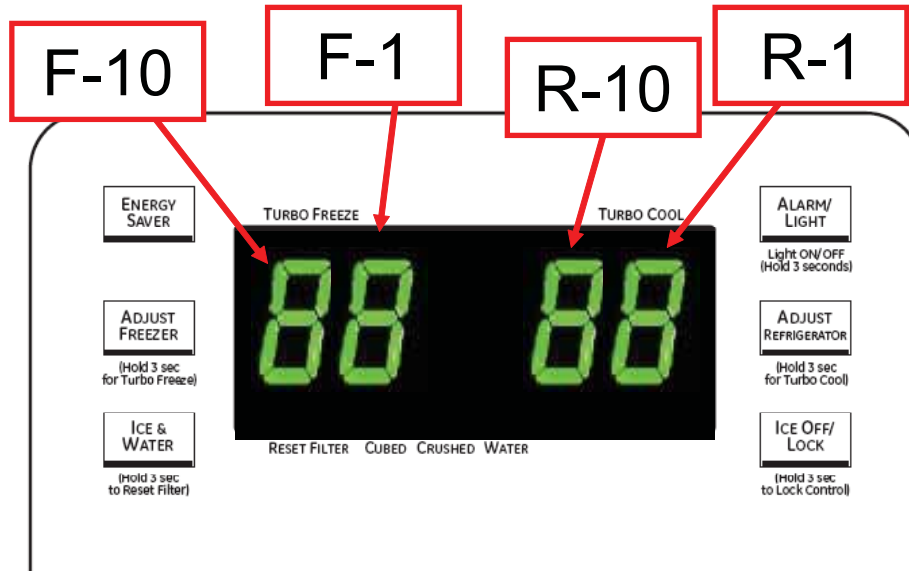 F-10
F-1
R-10
R-1
ENERGY
SAVER
TURBO FREEZE
TURBO COOL
ALARM/
LIGHT
Light ON/OFF
(Hold 3 seconds)
88
88
ADJUST
FREEZER
(Hold 3 sec
for Turbo Freeze)
ADJUST
REFRIGERATOR
(Hold 3 sec
for Turbo Cool)
ICE &
WATER
(Hold 3 sec
to Reset Filter)
RESET FILTER CUBED CRUSHED WATER
ICE OFF/
LOCK
(Hold 3 sec
to Lock Control)